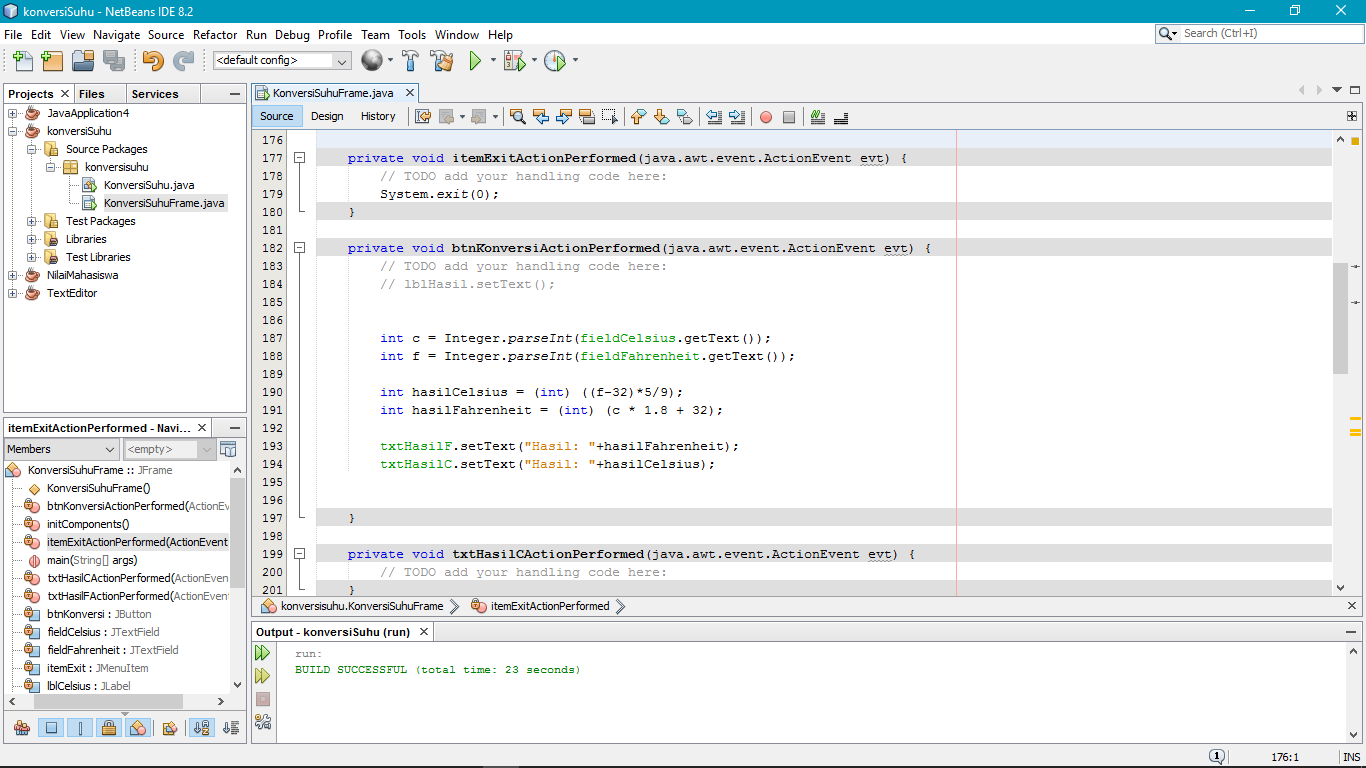 konversiSuhu - NetBeans IDE 8.2
File Edit View Navigate Source Refactor Run Debug Profile Team Tools Window Help
Search (Ctrl+I)
<default config>
Projects Files Services
JavaApplication4
konversiSuhu
Source Packages
konversisuhu
KonversiSuhu.java
KonversiSuhuFrame.java
Test Packages
Libraries
Test Libraries
NilaiMahasiswa
TextEditor
itemExitActionPerformed - Navi...
Members <empty>
KonversiSuhuFrame :: JFrame
KonversiSuhuFrame()
btnKonversiActionPerformed(ActionEv
initComponents()
itemExitActionPerformed(ActionEvent
main(String[] args)
txtHasilCActionPerformed(ActionEven
txtHasilFActionPerformed(ActionEven
btnKonversi : JButton
fieldCelsius : JTextField
fieldFahrenheit : JTextField
itemExit : JMenuItem
lblCelsius : JLabel
KonversiSuhuFrame.java
Source Design History
176
177 private void itemExitActionPerformed(java.awt.event.ActionEvent evt) {
178 // TODO add your handling code here:
179 System.exit(0);
180 }
181
182 private void btnKonversiActionPerformed(java.awt.event.ActionEvent evt) {
183 // TODO add your handling code here:
184 // lblHasil.setText();
185
186
187 int c = Integer.parseInt(fieldCelsius.getText());
188 int f = Integer.parseInt(fieldFahrenheit.getText());
189
190 int hasilCelsius = (int) ((f-32)*5/9);
191 int hasilFahrenheit = (int) (c * 1.8 + 32);
192
193 txtHasilF.setText("Hasil: "+hasilFahrenheit);
194 txtHasilC.setText("Hasil: "+hasilCelsius);
195
196
197 }
198
199 private void txtHasilCActionPerformed(java.awt.event.ActionEvent evt) {
200 // TODO add your handling code here:
201 }
konversisuhu.KonversiSuhuFrame itemExitActionPerformed
Output - konversiSuhu (run)
run:
BUILD SUCCESSFUL (total time: 23 seconds)
1 176:1 INS